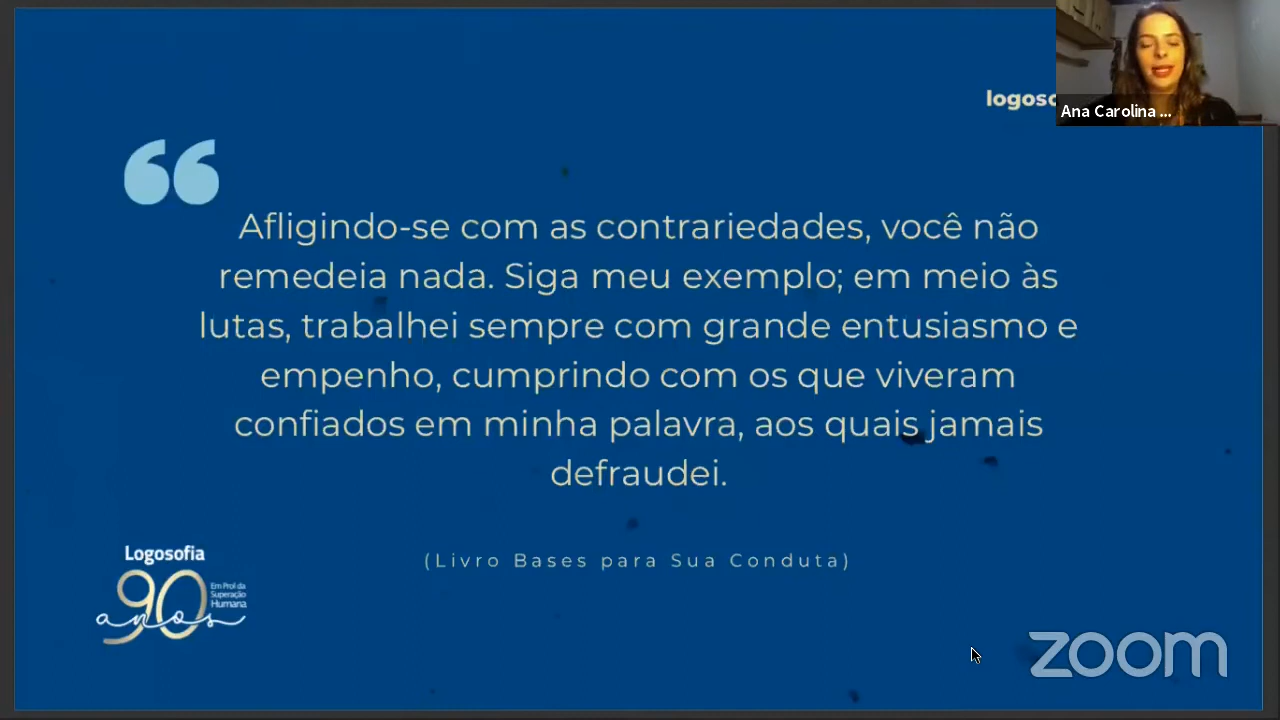 Ana Carolina ...
“
Afligindo-se com as contrariedades, você não
remedeia nada. Siga meu exemplo; em meio às
lutas, trabalhei sempre com grande entusiasmo e
empenho, cumprindo com os que viveram
confiados em minha palavra, aos quais jamais
defraudei.
(Livro Bases para Sua Conduta)
Logosofia
90
anos
Em Prol da
Superação
Humana
zoom